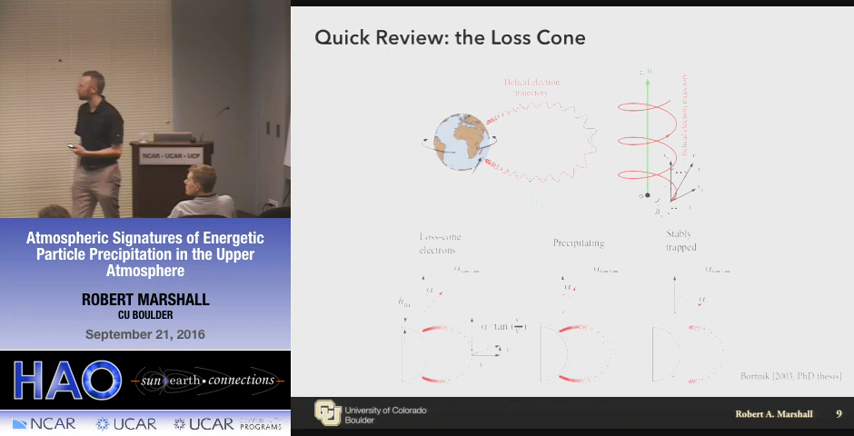 Quick Review: the Loss Cone
Helical electron
NCAR • UCAR • UCP
Atmospheric Signatures of Energetic
Particle Precipitation in the Upper
Atmosphere
ROBERT MARSHALL
CU BOULDER
September 21, 2016
HAO
sun earth • connections
NCAR
UCAR
UCAR
PROGRAMS
Loss-cone
electrons
Precipitating
Stably
trapped
Bortnik [2003, PhD thesis]
University of Colorado
Boulder
Robert A. Marshall
9